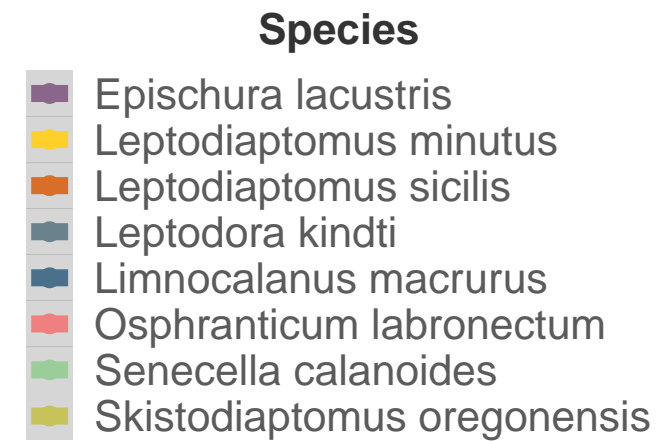 Species
Epischura lacustris
Leptodiaptomus minutus
Leptodiaptomus sicilis
Leptodora kindti
Limnocalanus macrurus
Osphranticum labronectum
Senecella calanoides
Skistodiaptomus oregonensis